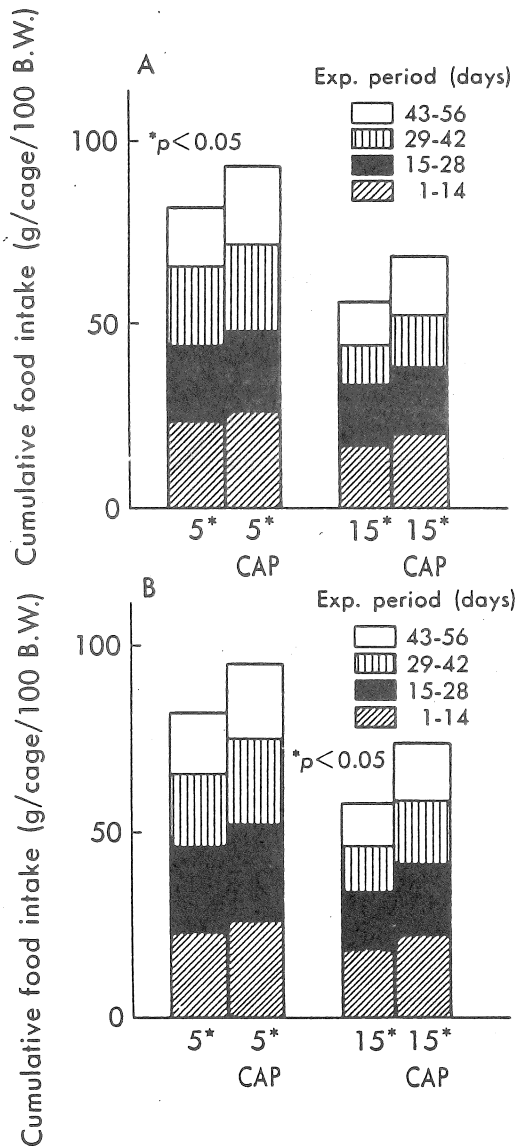 A
Cumulative food intake (g/cage/100 B.W.)
Exp. period (days)
43-56
29-42
15-28
1-14
*p<0.05
100
50
0
5* 5* 15* 15*
CAP CAP
B
Cumulative food intake (g/cage/100 B.W.)
Exp. period (days)
43-56
29-42
15-28
1-14
*p<0.05
100
50
0
5* 5* 15* 15*
CAP CAP